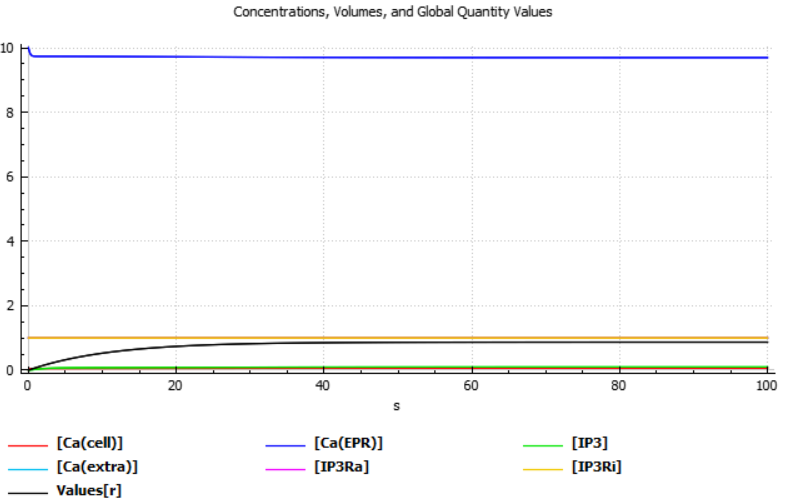 Concentrations, Volumes, and Global Quantity Values
10
8
6
4
2
0
0 20 40 60 80 100
s
[Ca(cell)] [Ca(EPR)] [IP3]
[Ca(extra)] [IP3Ra] [IP3Ri]
Values[r]